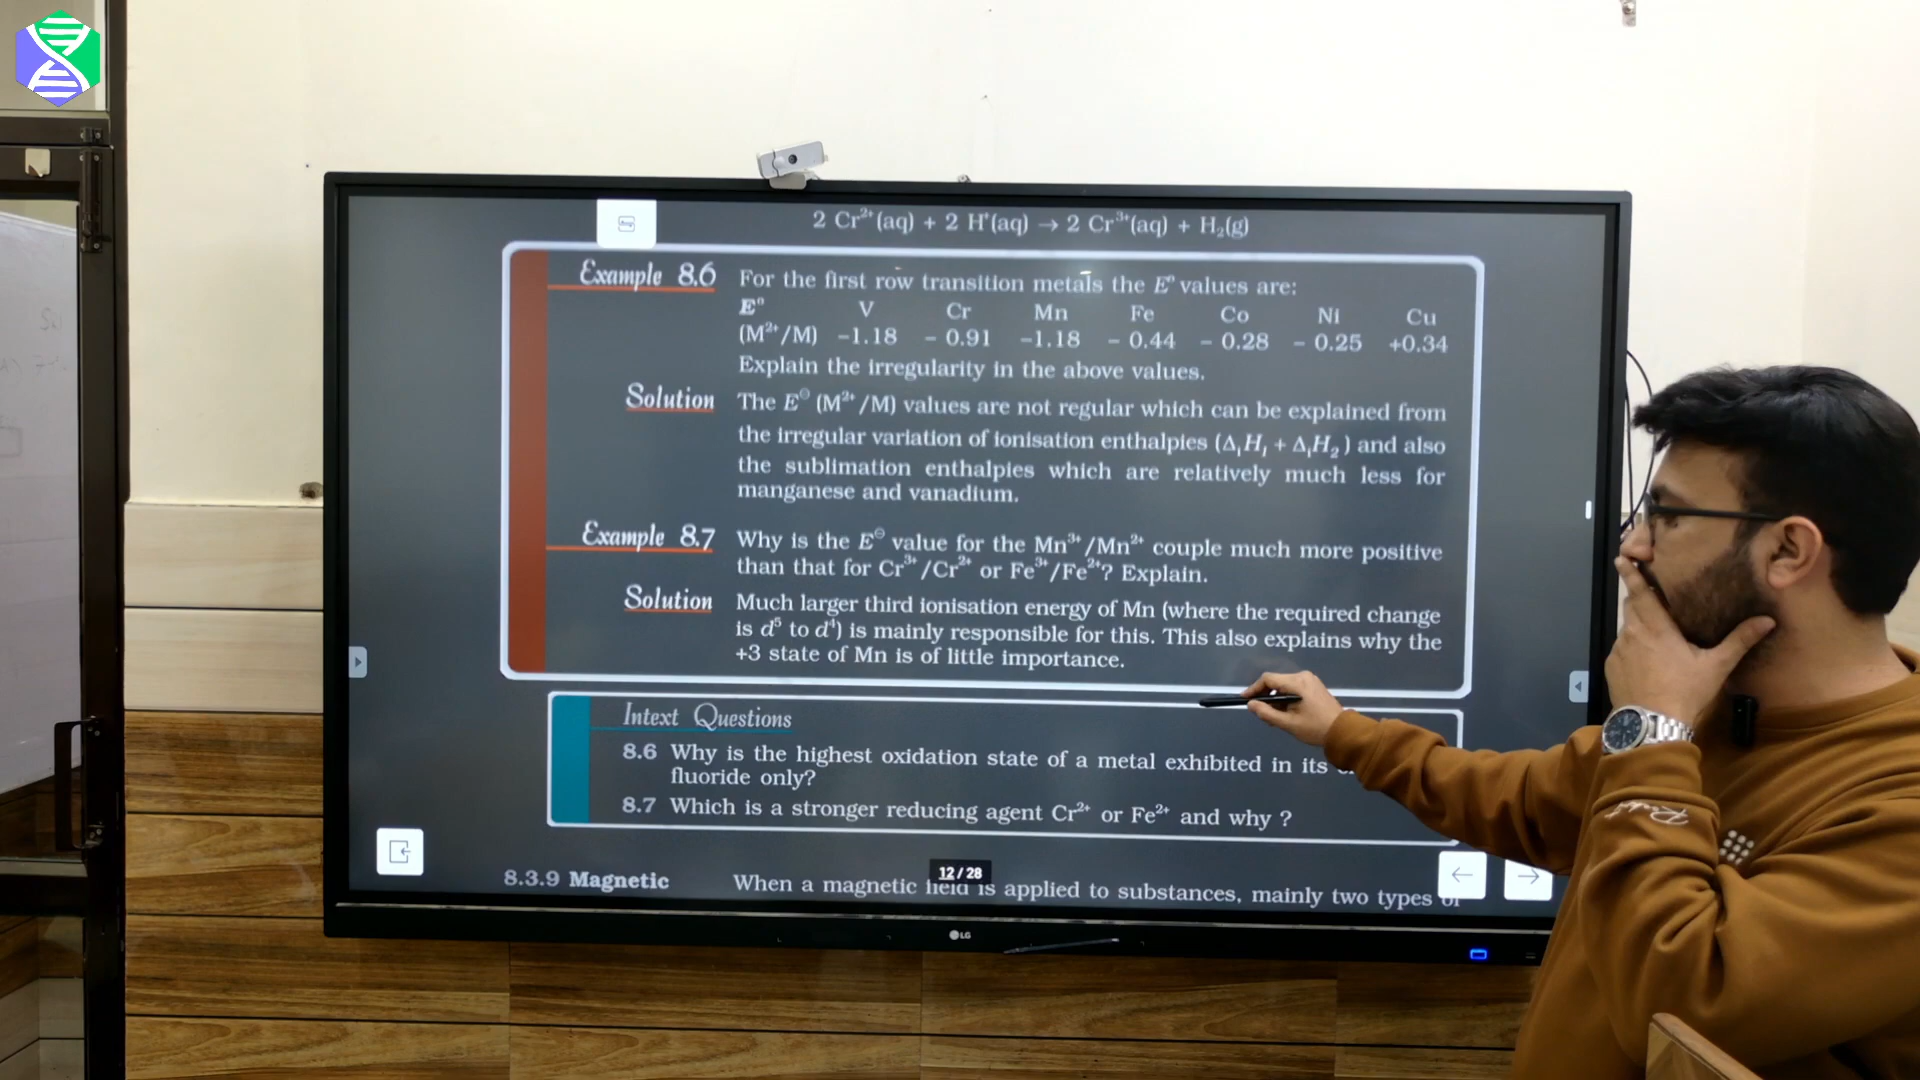 2 Cr²⁺(aq) + 2 H⁺(aq) → 2 Cr³⁺(aq) + H₂(g)
Example 8.6 For the first row transition metals the E° values are:
E° V Cr Mn Fe Co Ni Cu
(M²⁺/M) –1.18 – 0.91 –1.18 – 0.44 – 0.28 – 0.25 +0.34
Explain the irregularity in the above values.
Solution The E⊖ (M²⁺/M) values are not regular which can be explained from
the irregular variation of ionisation enthalpies (ΔᵢH₁ + ΔᵢH₂) and also
the sublimation enthalpies which are relatively much less for
manganese and vanadium.
Example 8.7 Why is the E⊖ value for the Mn³⁺/Mn²⁺ couple much more positive
than that for Cr³⁺/Cr²⁺ or Fe³⁺/Fe²⁺? Explain.
Solution Much larger third ionisation energy of Mn (where the required change
is d⁵ to d⁴) is mainly responsible for this. This also explains why the
+3 state of Mn is of little importance.
Intext Questions
8.6 Why is the highest oxidation state of a metal exhibited in its
fluoride only?
8.7 Which is a stronger reducing agent Cr²⁺ or Fe²⁺ and why ?
12 / 28
8.3.9 Magnetic When a magnetic field is applied to substances, mainly two types of
LG